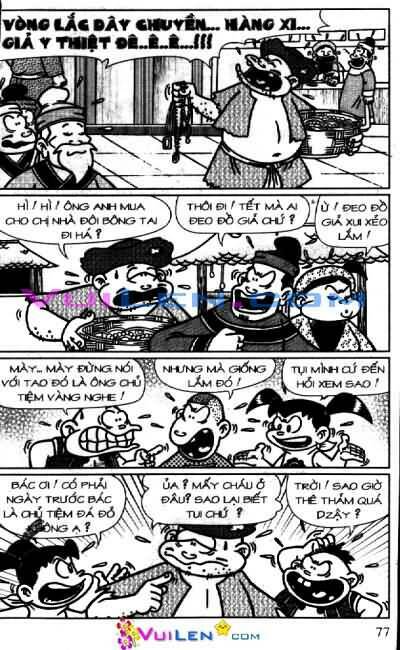 VÒNG LẮC DÂY CHUYỀN... HÀNG XI...
GIẢ Y THIỆT ĐÊ..Ê..Ê...!!!
HÌ! HÌ! ÔNG ANH MUA
CHO CHỊ NHÀ ĐÔI BÔNG TAI
ĐI HÁ?
THÔI ĐI! TẾT MÀ AI
ĐEO ĐỒ GIẢ CHỨ?
Ừ! ĐEO ĐỒ
GIẢ XUI XẺO
LẮM!
VUILEN.COM
MÀY... MÀY ĐỪNG NÓI
VỚI TAO ĐÓ LÀ ÔNG CHỦ
TIỆM VÀNG NGHE!
NHƯNG MÀ GIỐNG
LẮM ĐÓ!
TỤI MÌNH CỨ ĐẾN
HỎI XEM SAO!
BÁC ƠI! CÓ PHẢI
NGÀY TRƯỚC BÁC
LÀ CHỦ TIỆM ĐÁ ĐỎ
KHÔNG Ạ?
ỦA? MẤY CHÁU Ở
ĐÂU? SAO LẠI BIẾT
TỤI CHỨ?
TRỜI! SAO GIỜ
THÊ THẢM QUÁ
DZẬY?
77
VUILEN.COM